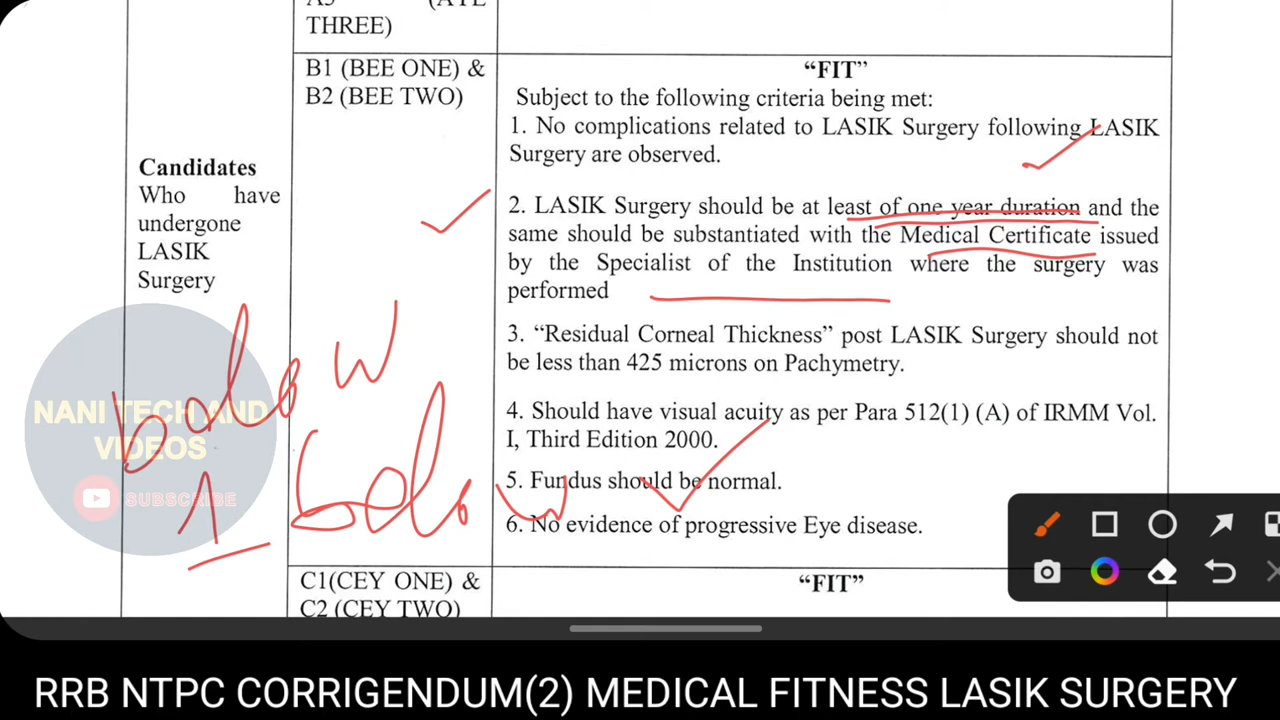 THREE)
B1 (BEE ONE) &
B2 (BEE TWO)
“FIT”
Subject to the following criteria being met:
1. No complications related to LASIK Surgery following LASIK
Surgery are observed.
Candidates
Who have
undergone
LASIK
Surgery
2. LASIK Surgery should be at least of one year duration and the
same should be substantiated with the Medical Certificate issued
by the Specialist of the Institution where the surgery was
performed
3. “Residual Corneal Thickness” post LASIK Surgery should not
be less than 425 microns on Pachymetry.
4. Should have visual acuity as per Para 512(1) (A) of IRMM Vol.
I, Third Edition 2000.
5. Fundus should be normal.
6. No evidence of progressive Eye disease.
C1(CEY ONE) &
C2 (CEY TWO)
“FIT”
below
1
below
NANI TECH AND
VIDEOS
SUBSCRIBE
RRB NTPC CORRIGENDUM(2) MEDICAL FITNESS LASIK SURGERY